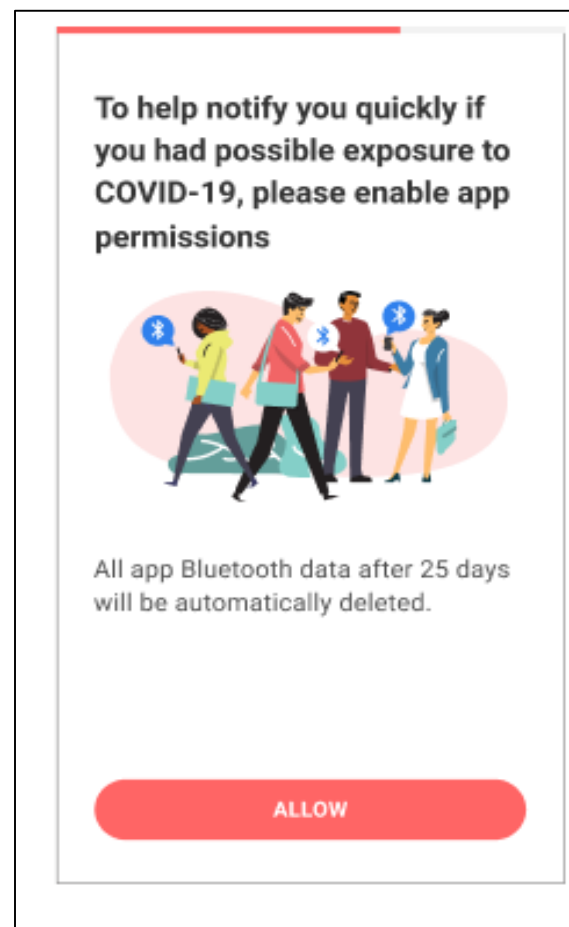 To help notify you quickly if
you had possible exposure to
COVID-19, please enable app
permissions
All app Bluetooth data after 25 days
will be automatically deleted.
ALLOW